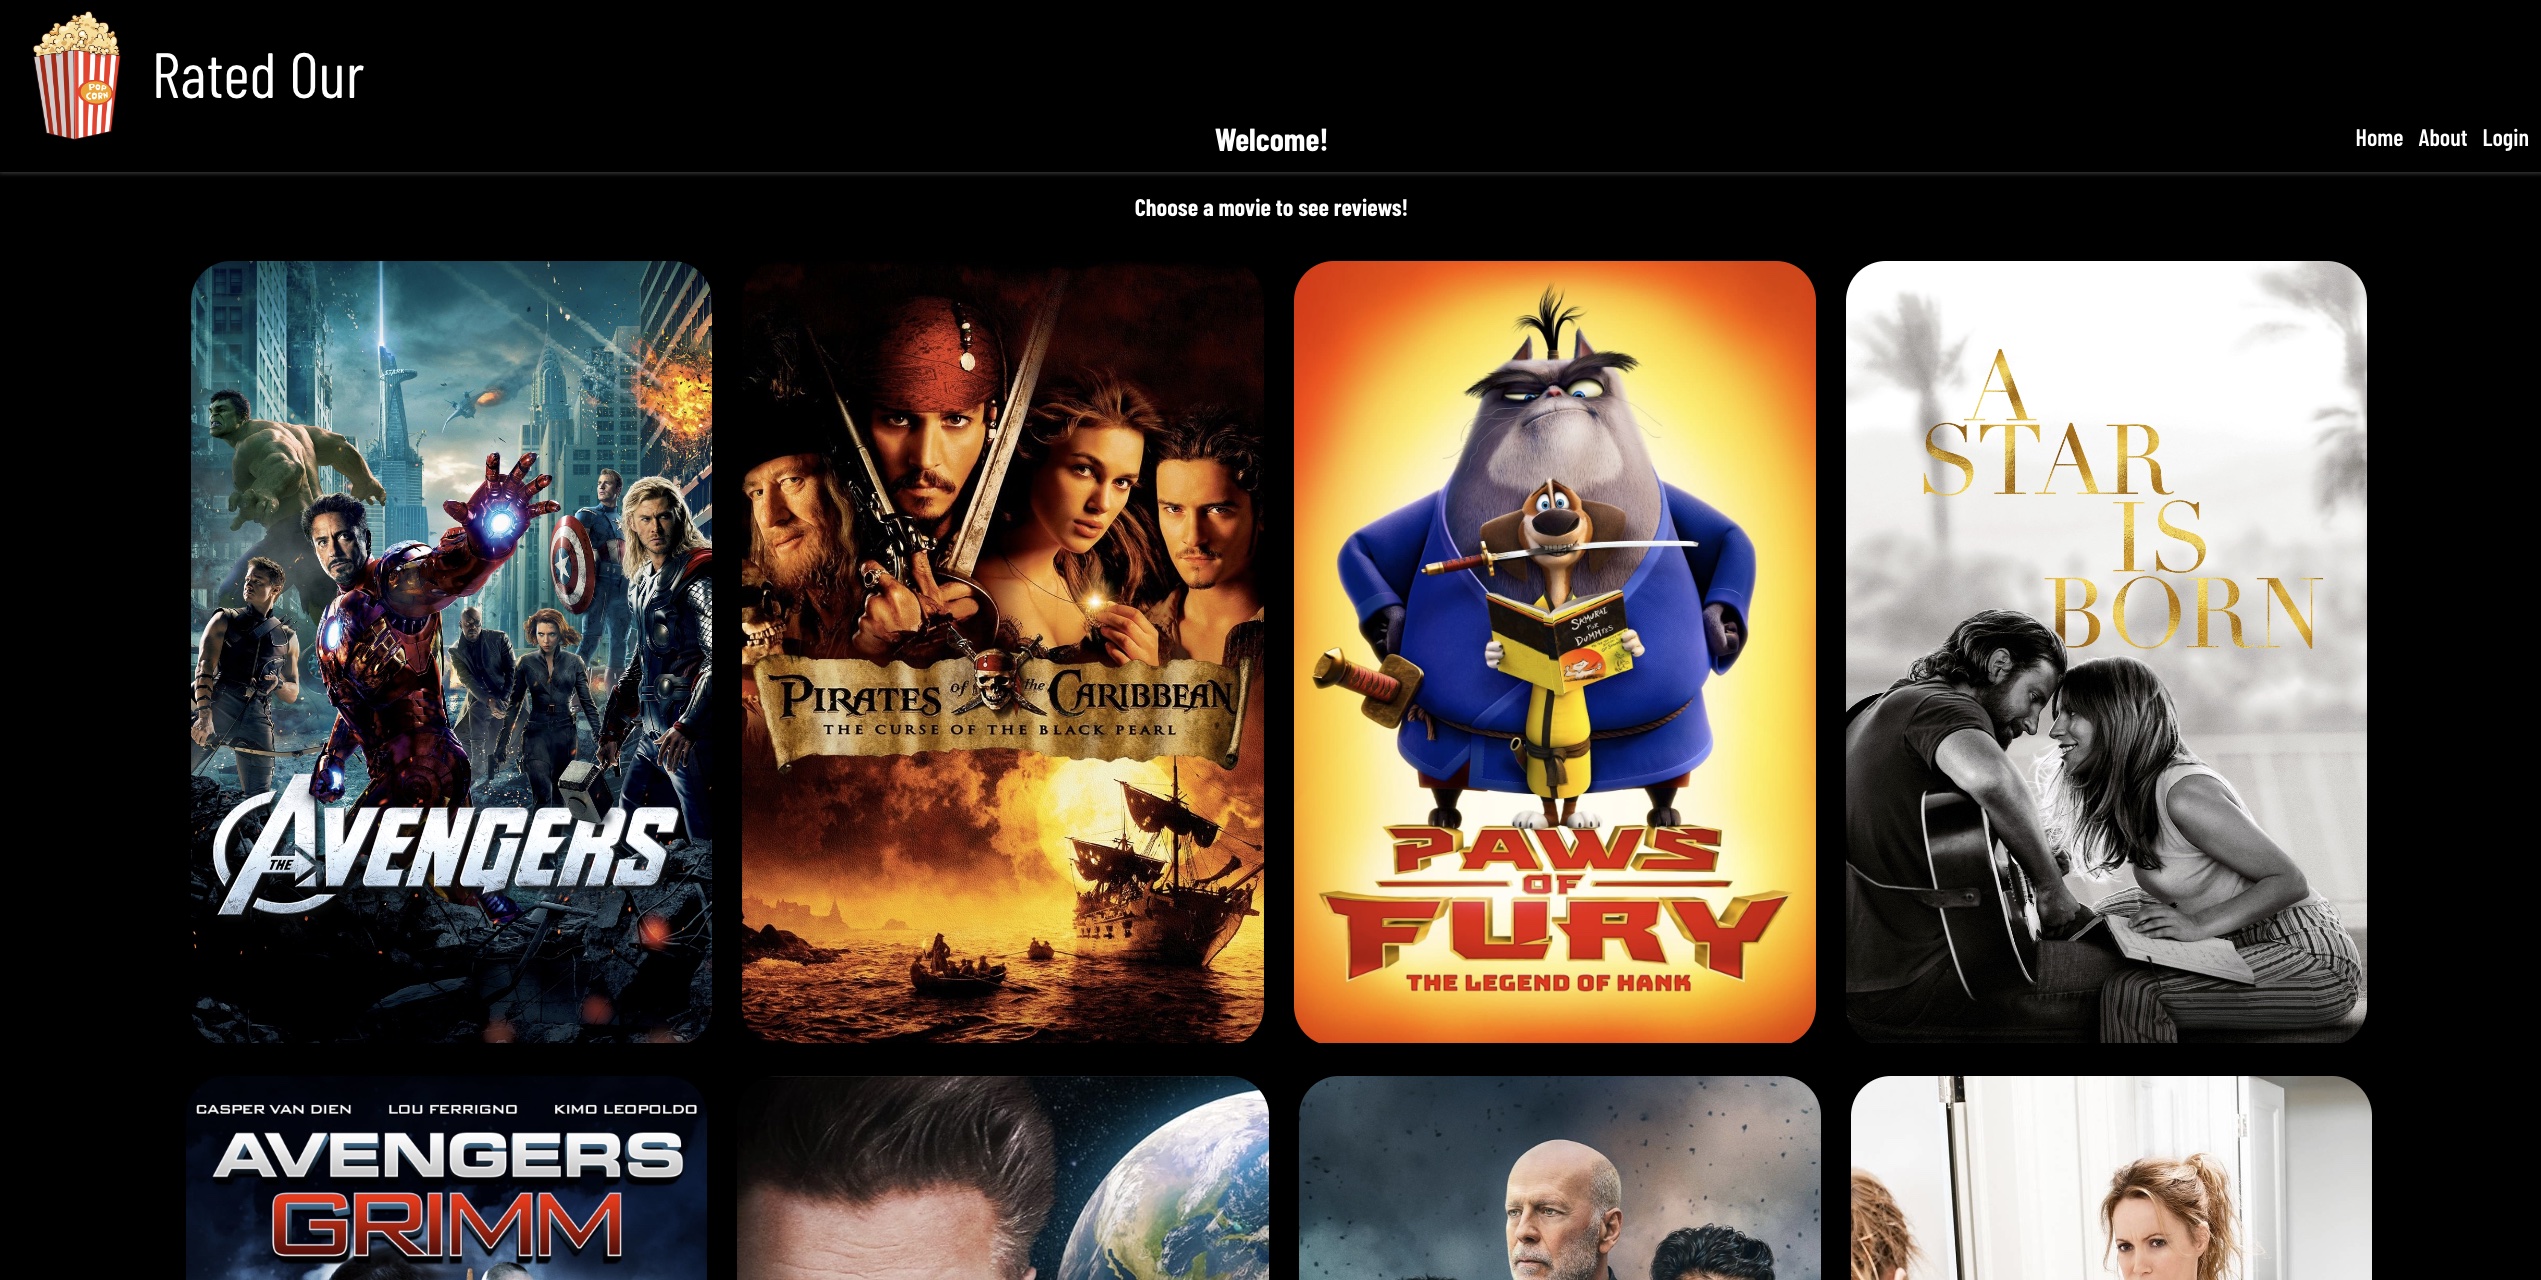 POP
CORN
Rated Our
Welcome!
Home About Login
Choose a movie to see reviews!
STARK
THE AVENGERS
PIRATES of the CARIBBEAN
THE CURSE OF THE BLACK PEARL
SAMURAI
FOR
DUMMIES
PAWS
OF
FURY
THE LEGEND OF HANK
A
STAR
IS
BORN
CASPER VAN DIEN LOU FERRIGNO KIMO LEOPOLDO
AVENGERS
GRIMM